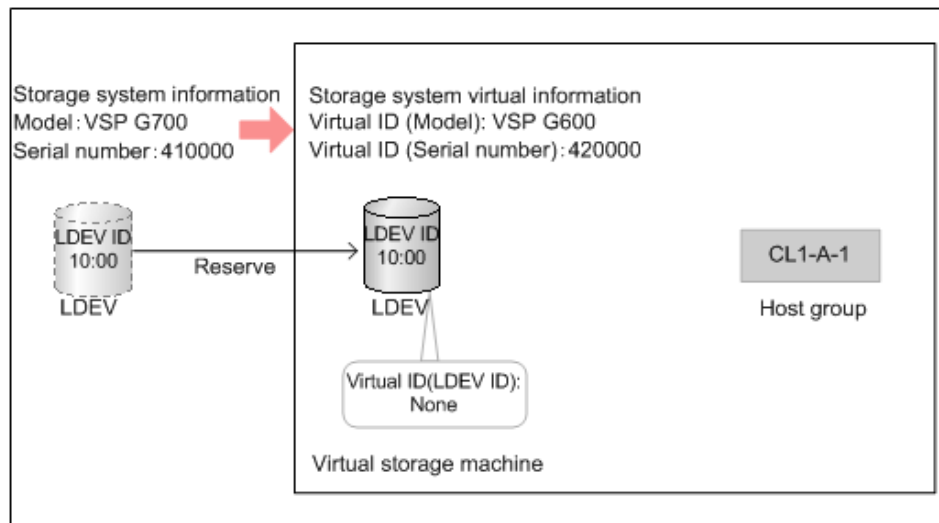 Storage system information
Model:VSP G700
Serial number:410000
Storage system virtual information
Virtual ID (Model): VSP G600
Virtual ID (Serial number):420000
LDEV ID
10:00
LDEV
Reserve
LDEV ID
10:00
LDEV
Virtual ID(LDEV ID):
None
CL1-A-1
Host group
Virtual storage machine